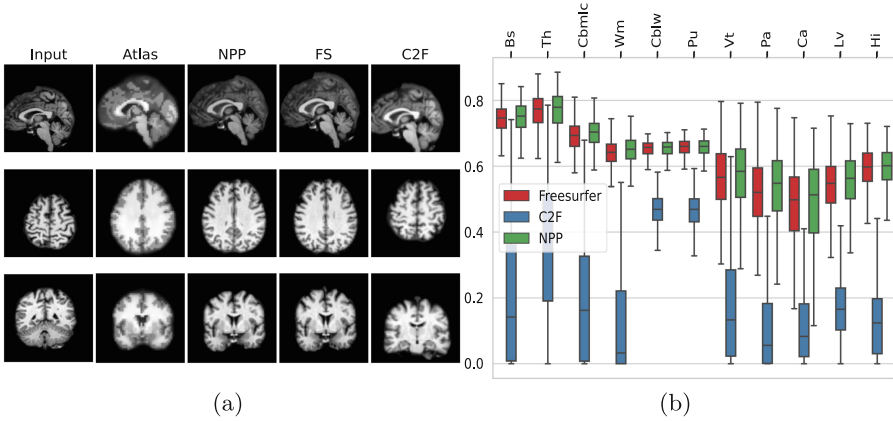 (a)
Input Atlas NPP FS C2F
(b)
Bs Th Cbmlc Wm Cblw Pu Vt Pa Ca Lv Hi
0.8
0.6
0.4
0.2
0.0
Freesurfer
C2F
NPP
(a)
(b)